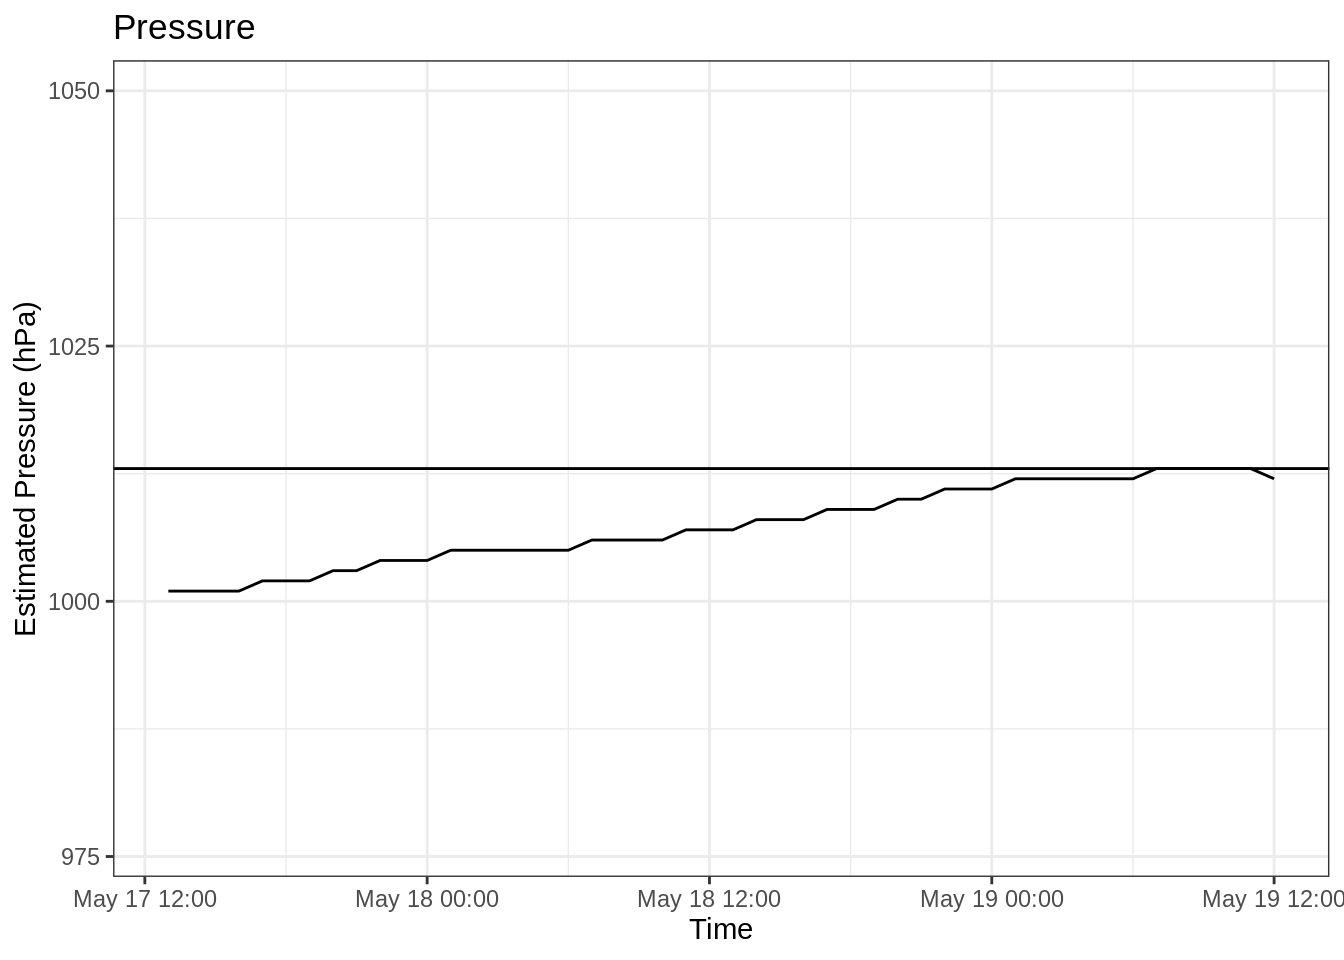 Pressure
1050
1025
1000
975
Estimated Pressure (hPa)
May 17 12:00
May 18 00:00
May 18 12:00
May 19 00:00
May 19 12:00
Time